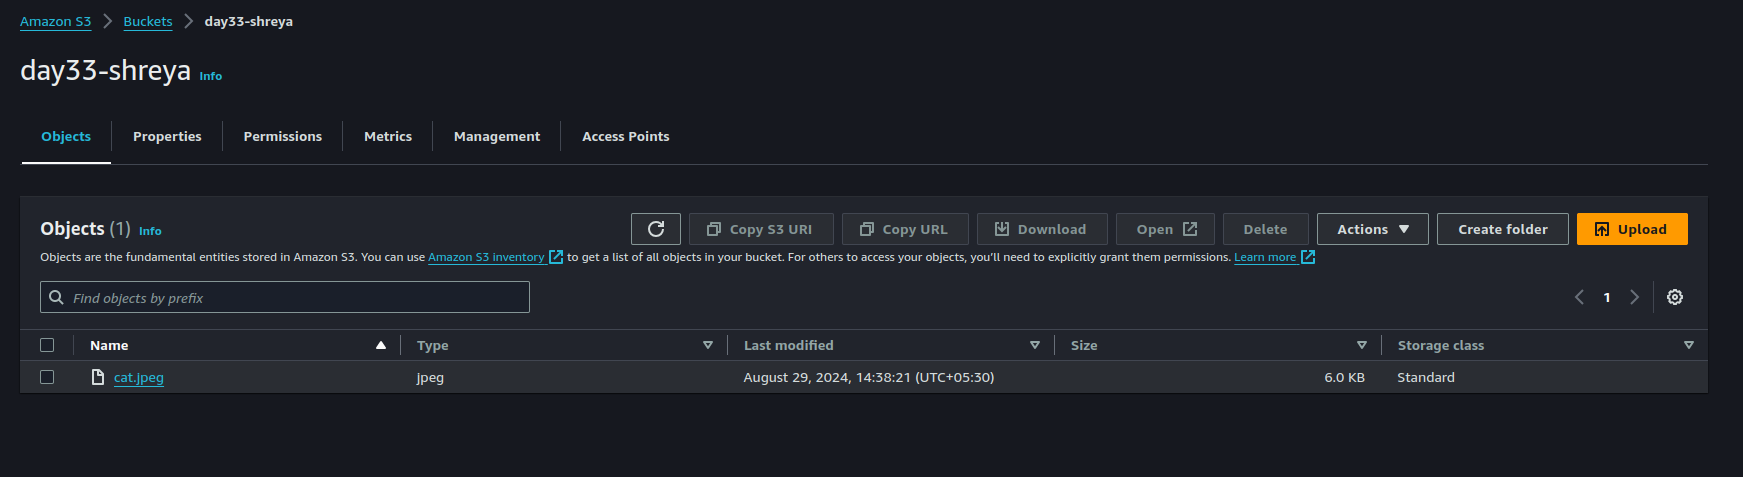 Amazon S3 > Buckets > day33-shreya
day33-shreya Info
Objects Properties Permissions Metrics Management Access Points
Objects (1) Info Copy S3 URI Copy URL Download Open Delete Actions Create folder Upload
Objects are the fundamental entities stored in Amazon S3. You can use Amazon S3 inventory to get a list of all objects in your bucket. For others to access your objects, you'll need to explicitly grant them permissions. Learn more
Find objects by prefix 1
Name Type Last modified Size Storage class
cat.jpeg jpeg August 29, 2024, 14:38:21 (UTC+05:30) 6.0 KB Standard